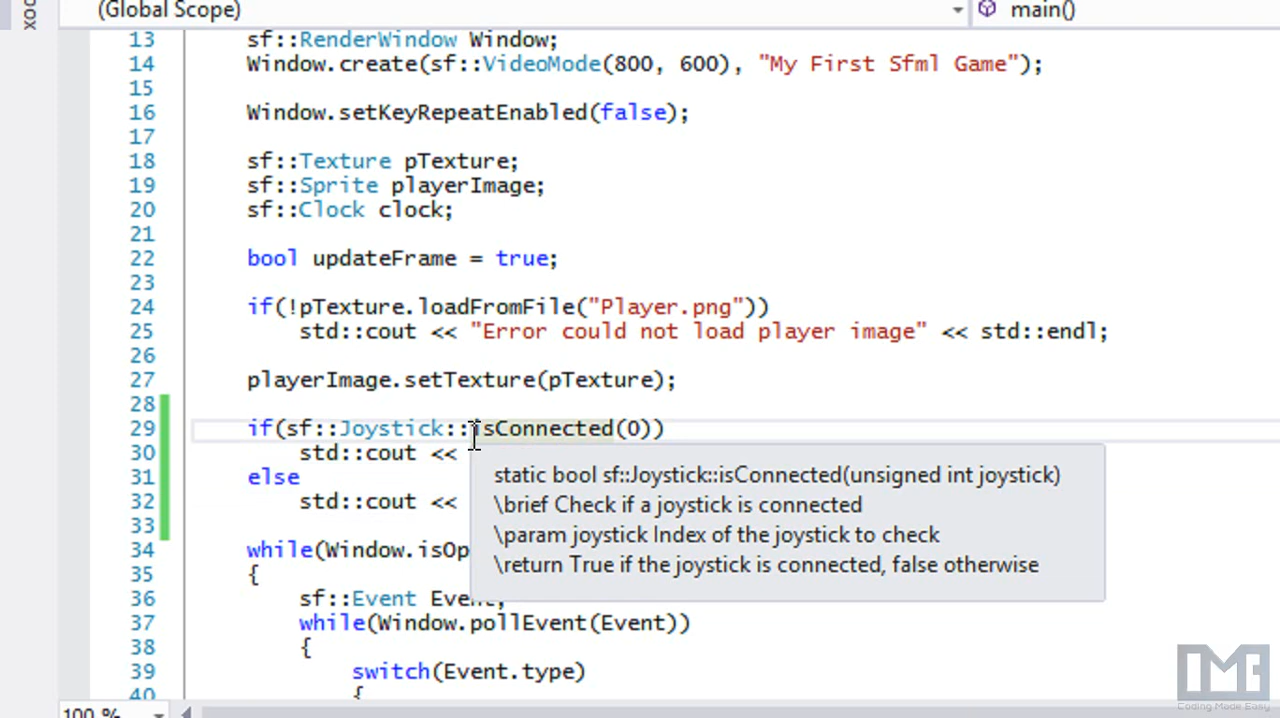 (Global Scope) main()
13 sf::RenderWindow Window;
14 Window.create(sf::VideoMode(800, 600), "My First Sfml Game");
15
16 Window.setKeyRepeatEnabled(false);
17
18 sf::Texture pTexture;
19 sf::Sprite playerImage;
20 sf::Clock clock;
21
22 bool updateFrame = true;
23
24 if(!pTexture.loadFromFile("Player.png"))
25 std::cout << "Error could not load player image" << std::endl;
26
27 playerImage.setTexture(pTexture);
28
29 if(sf::Joystick::isConnected(0))
30 std::cout <<
static bool sf::Joystick::isConnected(unsigned int joystick)
31 else
\brief Check if a joystick is connected
32 std::cout <<
33
\param joystick Index of the joystick to check
34 while(Window.isOp
\return True if the joystick is connected, false otherwise
35 {
36 sf::Event Event;
37 while(Window.pollEvent(Event))
38 {
39 switch(Event.type)
40 {
100 %
IMG
Coding Made Easy